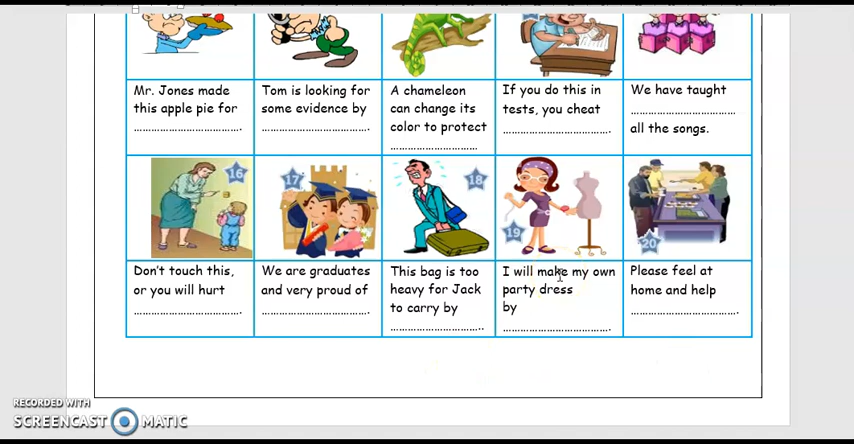 Mr. Jones made
this apple pie for
……………………………….
Tom is looking for
some evidence by
……………………………….
A chameleon
can change its
color to protect
…………………………
If you do this in
tests, you cheat
……………………………….
We have taught
………………………………
all the songs.
16
17
18
19
20
Don't touch this,
or you will hurt
……………………………….
We are graduates
and very proud of
……………………………….
This bag is too
heavy for Jack
to carry by
…………………………..
I will make my own
party dress
by
……………………………….
Please feel at
home and help
……………………………….
RECORDED WITH
SCREENCAST MATIC